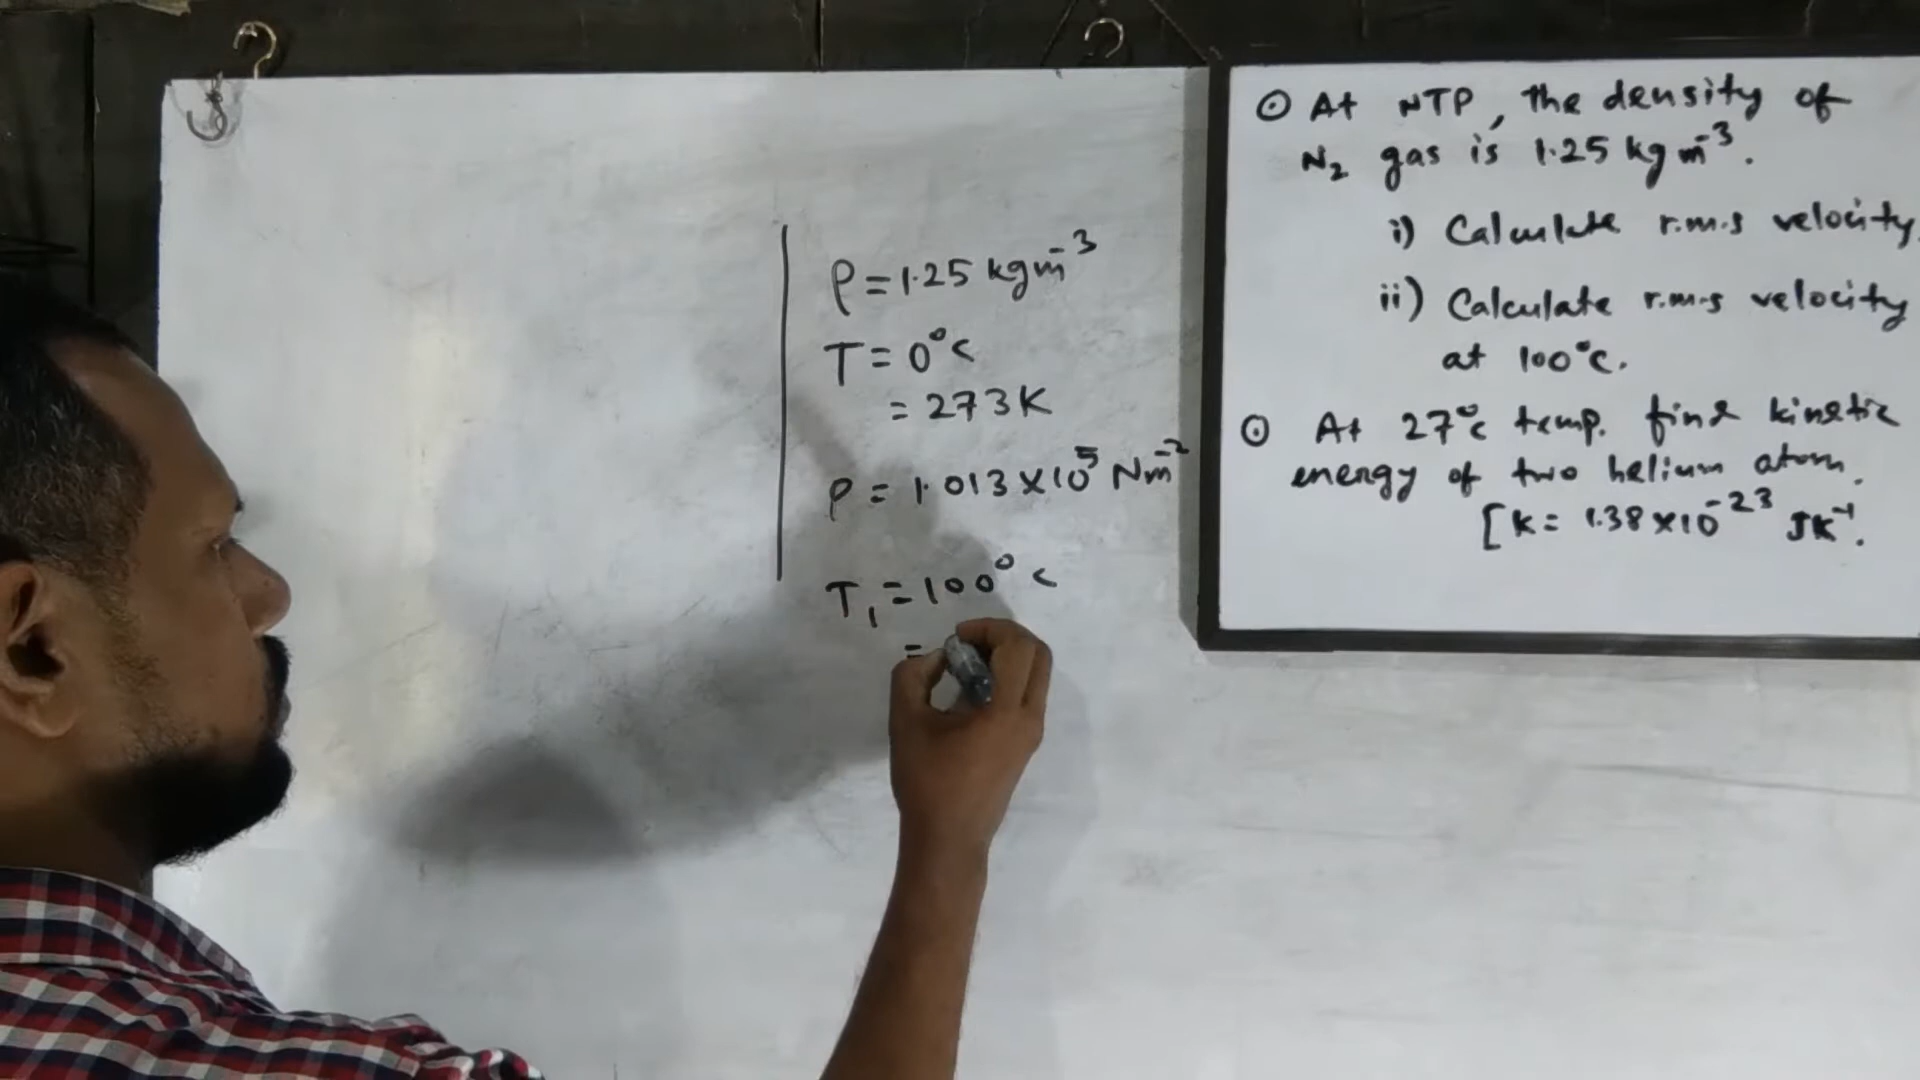 ρ = 1.25 kgm⁻³
T = 0°c
= 273K
P = 1.013 × 10⁵ Nm⁻²
T₁ = 100°c
=
⊙ At NTP, the density of
N₂ gas is 1.25 kg m⁻³.
i) Calculate r.m.s velocity.
ii) Calculate r.m.s velocity
at 100°c.
⊙ At 27°c temp. find kinetic
energy of two helium atom.
[K = 1.38 × 10⁻²³ JK⁻¹.